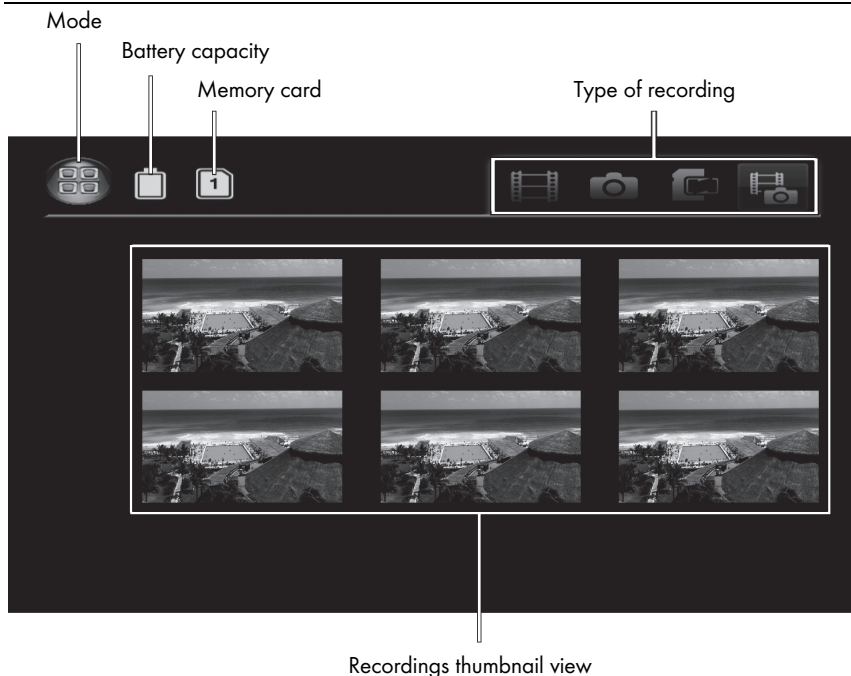 Mode
Battery capacity
Memory card
Type of recording
1
Recordings thumbnail view